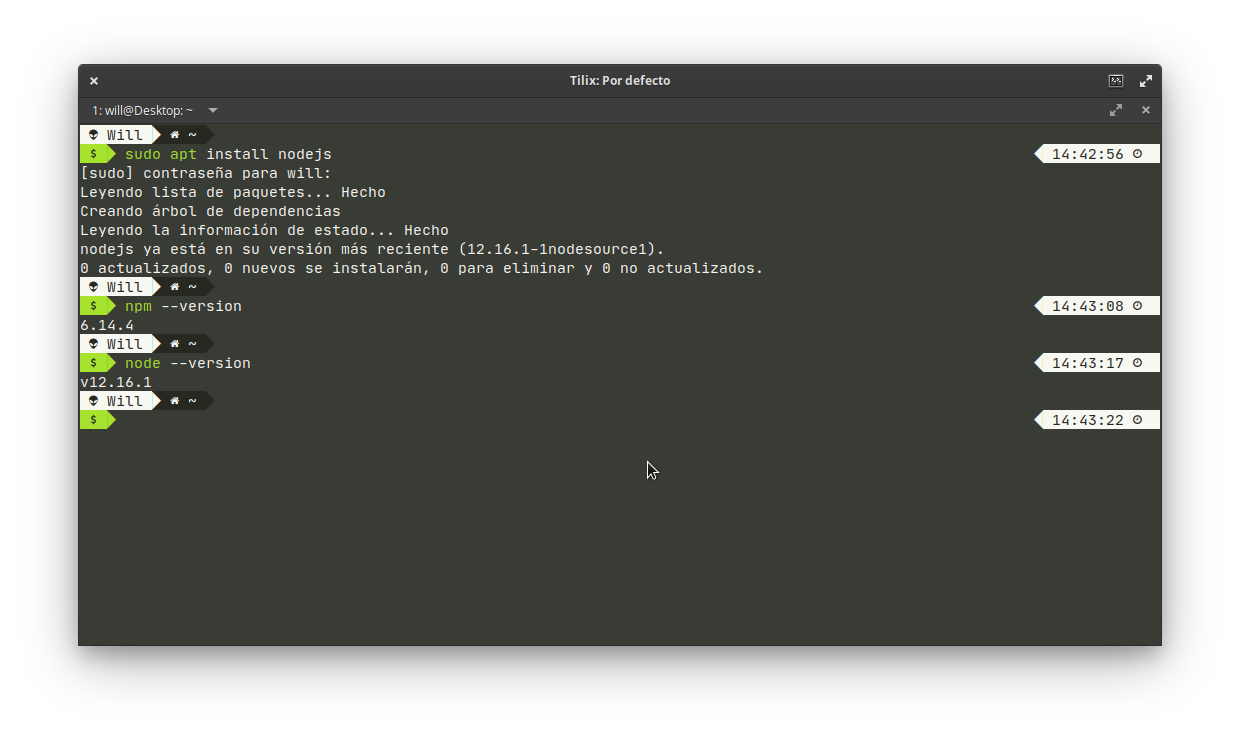 Tilix: Por defecto
1: will@Desktop: ~
Will ~
$ sudo apt install nodejs 14:42:56
[sudo] contraseña para will:
Leyendo lista de paquetes... Hecho
Creando árbol de dependencias
Leyendo la información de estado... Hecho
nodejs ya está en su versión más reciente (12.16.1-1nodesource1).
0 actualizados, 0 nuevos se instalarán, 0 para eliminar y 0 no actualizados.
Will ~
$ npm --version 14:43:08
6.14.4
Will ~
$ node --version 14:43:17
v12.16.1
Will ~
$ 14:43:22